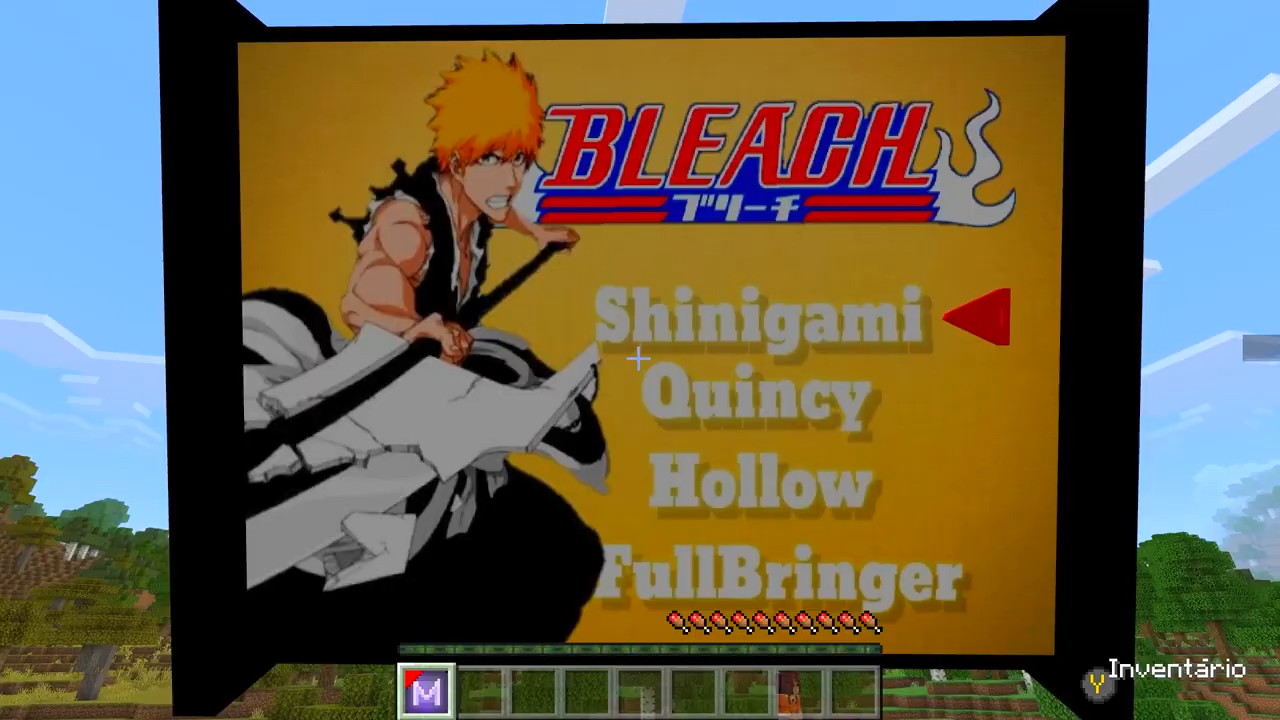 BLEACH
ブリーチ
Shinigami
Quincy
Hollow
FullBringer
M
Y Inventário